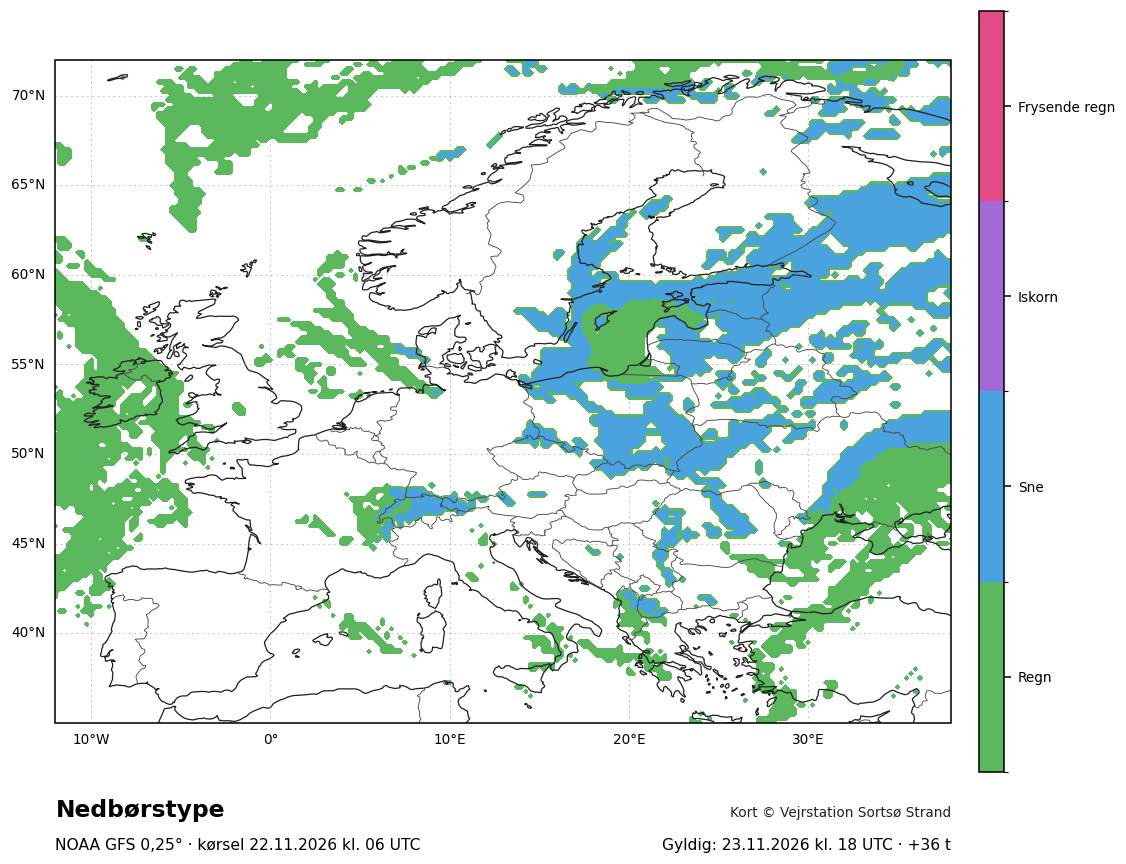 Frysende regn
Iskorn
Sne
Regn
70°N
65°N
60°N
55°N
50°N
45°N
40°N
10°W
0°
10°E
20°E
30°E
Nedbørstype
Kort © Vejrstation Sortsø Strand
NOAA GFS 0,25° · kørsel 22.11.2026 kl. 06 UTC
Gyldig: 23.11.2026 kl. 18 UTC · +36 t